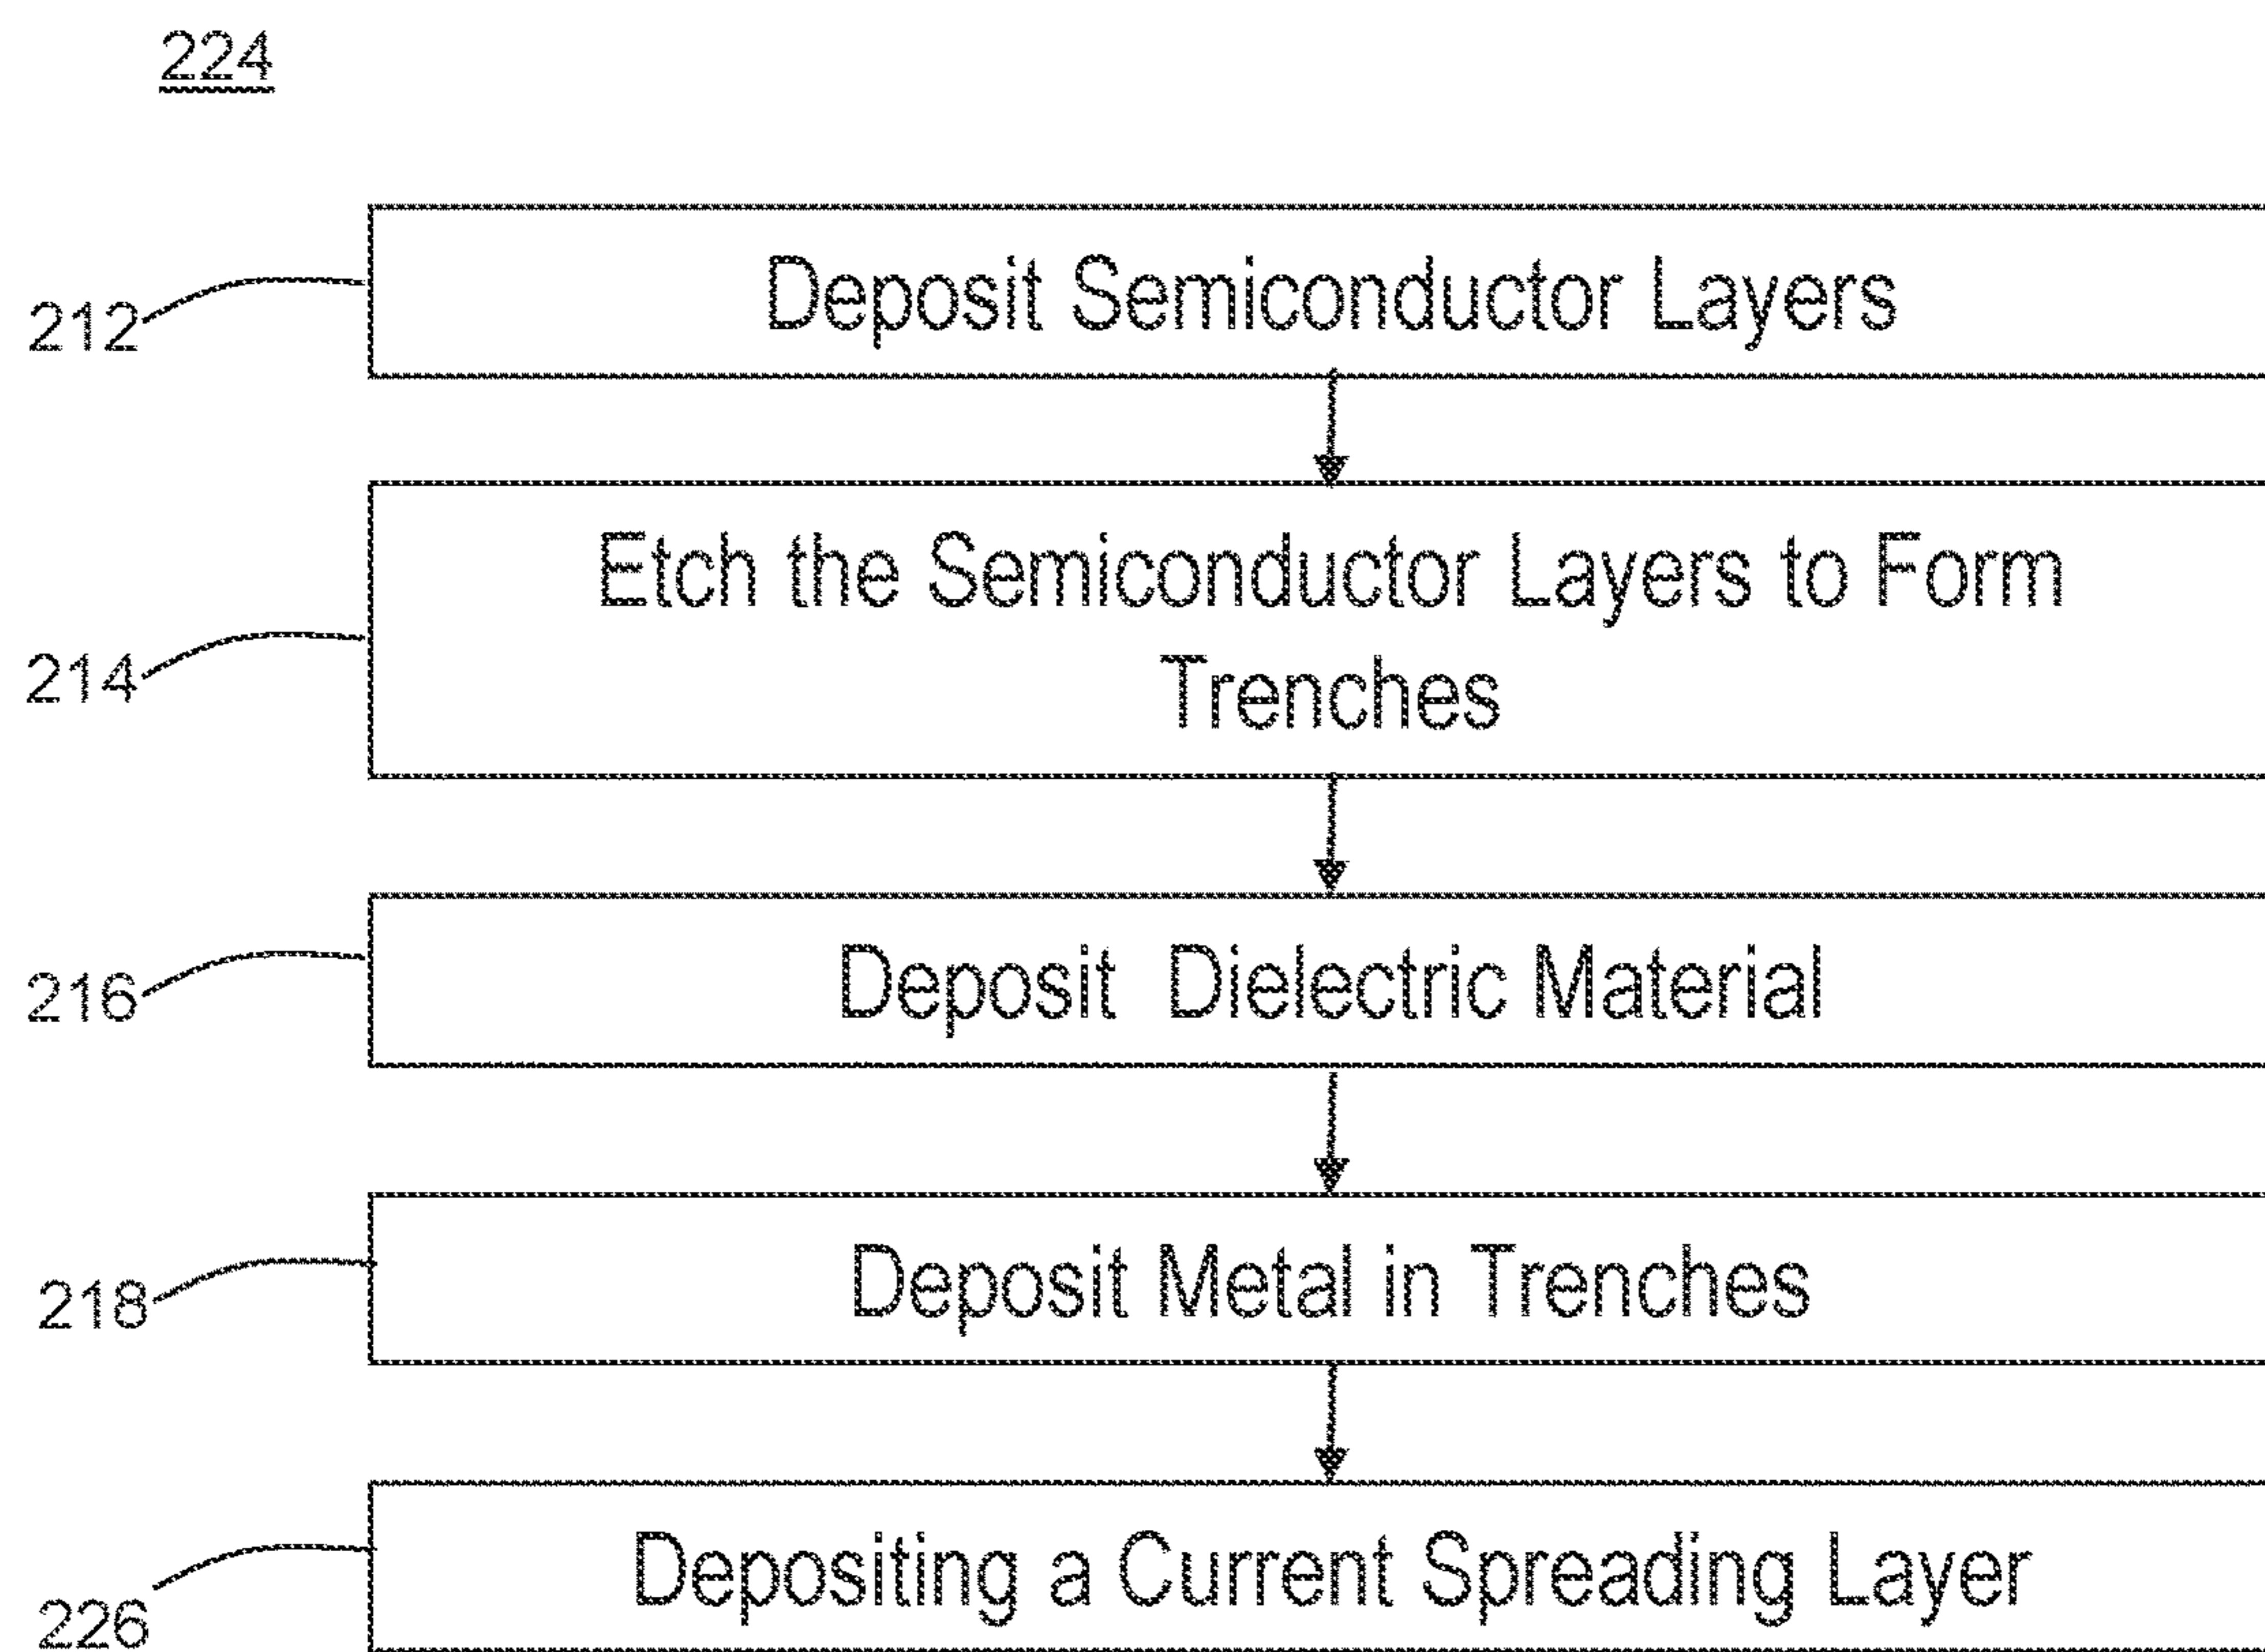 224
212
Deposit Semiconductor Layers
214
Etch the Semiconductor Layers to Form
Trenches
216
Deposit Dielectric Material
218
Deposit Metal in Trenches
226
Depositing a Current Spreading Layer